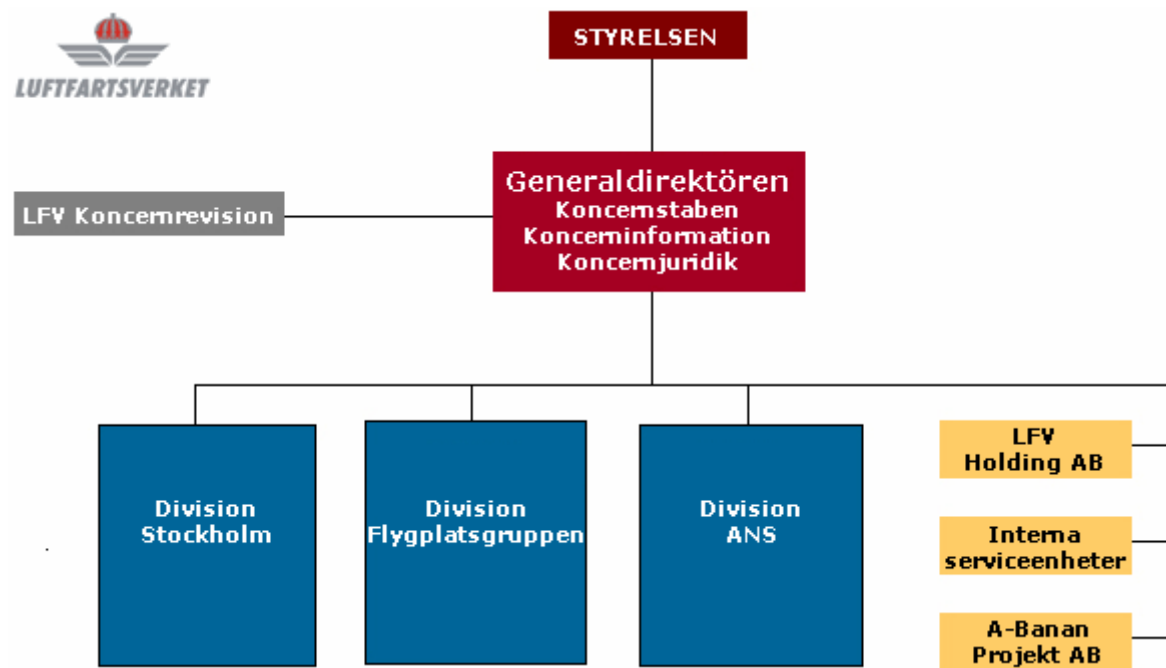 LUFTFARTSVERKET
STYRELSEN
Generaldirektören
Koncernstaben
Koncerninformation
Koncernjuridik
LFV Koncernrevision
Division
Stockholm
Division
Flygplatsgruppen
Division
ANS
LFV
Holding AB
Interna
serviceenheter
A-Banan
Projekt AB